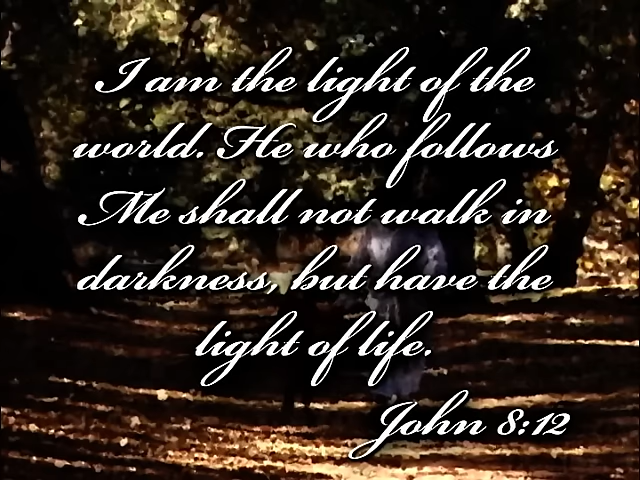 I am the light of the
world. He who follows
Me shall not walk in
darkness, but have the
light of life.
John 8:12